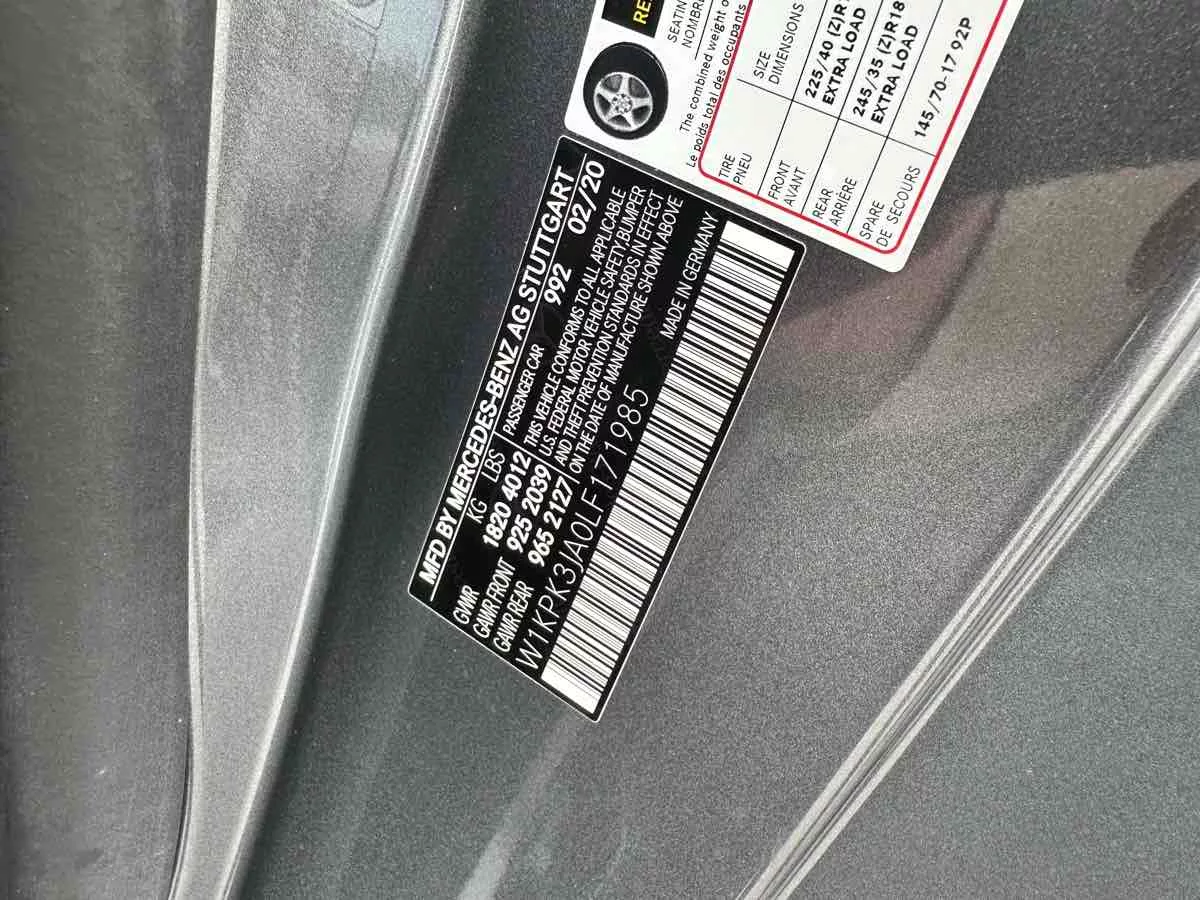 MFD BY MERCEDES-BENZ AG STUTTGART
KG LBS PASSENGER CAR 992 02/20
GVWR 1820 4012
GAWR FRONT 925 2039
GAWR REAR 965 2127
THIS VEHICLE CONFORMS TO ALL APPLICABLE
U.S. FEDERAL MOTOR VEHICLE SAFETY, BUMPER
AND THEFT PREVENTION STANDARDS IN EFFECT
ON THE DATE OF MANUFACTURE SHOWN ABOVE
W1KPK3JA0LF171985 MADE IN GERMANY
The combined weight
Le poids total des occupants
TIRE SIZE
PNEU DIMENSIONS
FRONT 225/40 (Z)R
AVANT EXTRA LOAD
REAR 245/35 (Z)R18
ARRIÈRE EXTRA LOAD
SPARE 145/70-17 92P
DE SECOURS